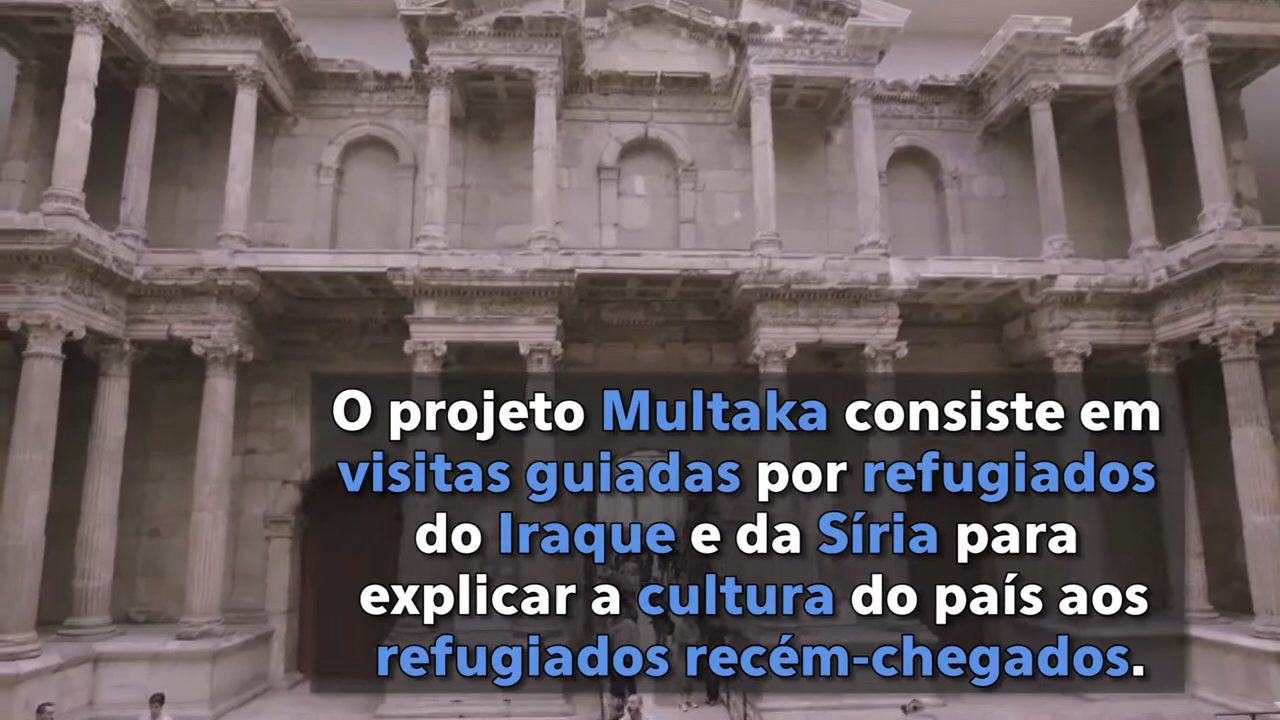 O projeto Multaka consiste em
visitas guiadas por refugiados
do Iraque e da Síria para
explicar a cultura do país aos
refugiados recém-chegados.